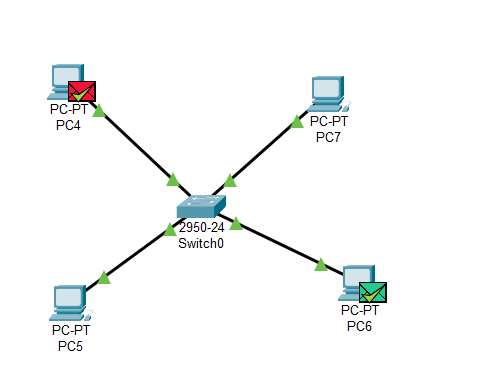 PC-PT
PC4
PC-PT
PC7
2950-24
Switch0
PC-PT
PC5
PC-PT
PC6